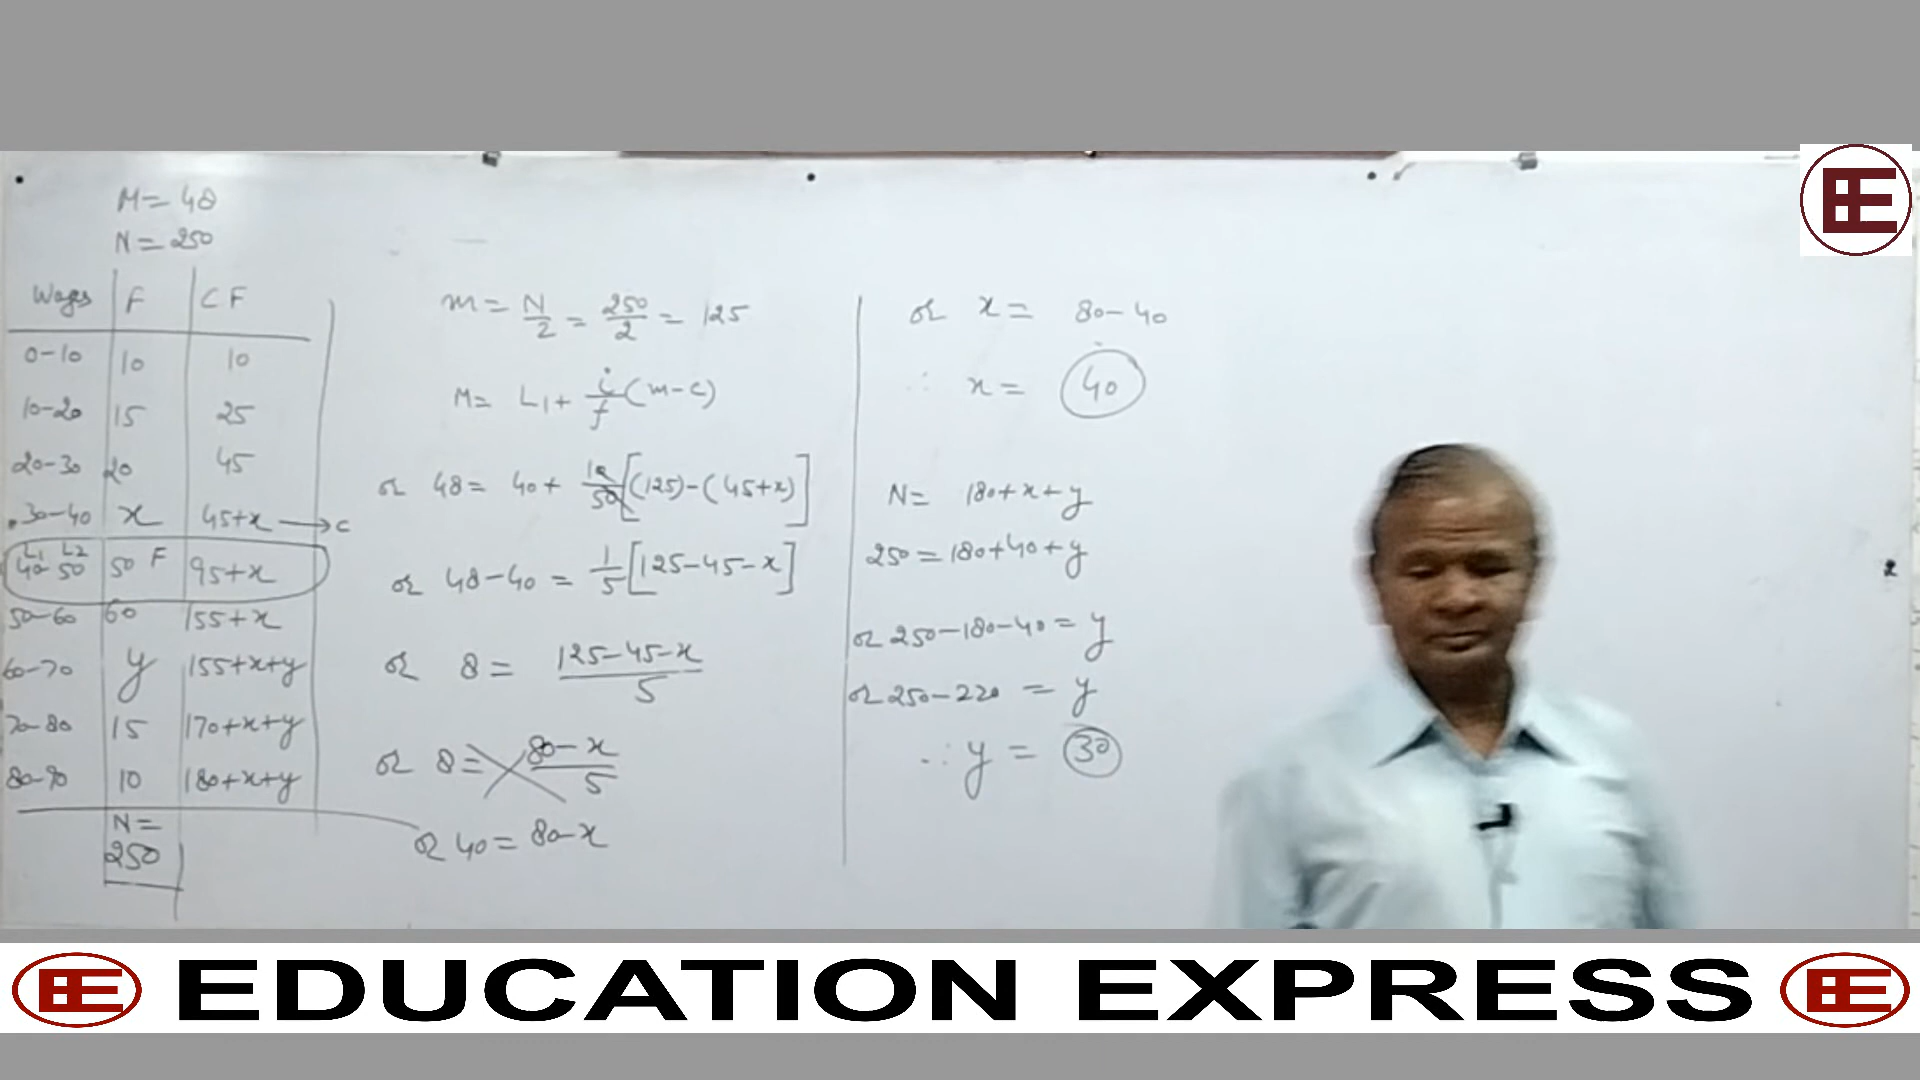 M = 48
N = 250
Wages F CF
0-10 10 10
10-20 15 25
20-30 20 45
30-40 x 45+x → c
L1 L2
40-50 50 F 95+x
50-60 60 155+x
60-70 y 155+x+y
70-80 15 170+x+y
80-90 10 180+x+y
N =
250
m = N/2 = 250/2 = 125
M = L1 + i/f (m-c)
or 48 = 40 + 10/50 [(125)-(45+x)]
or 48-40 = 1/5 [125-45-x]
or 8 = 125-45-x / 5
or 8 = 80-x / 5
or 40 = 80-x
or x = 80-40
∴ x = 40
N = 180+x+y
250 = 180+40+y
or 250-180-40 = y
or 250-220 = y
∴ y = 30
EE
EE EDUCATION EXPRESS EE